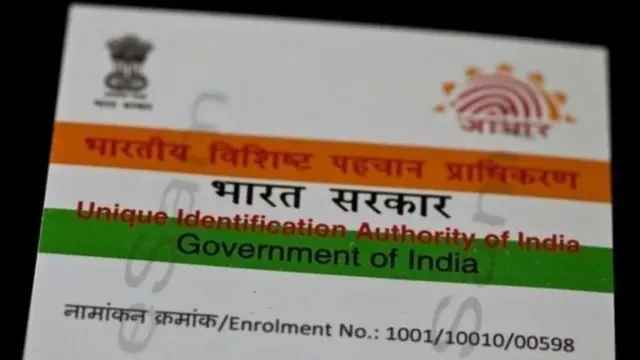 आधार
भारतीय विशिष्ट पहचान प्राधिकरण
भारत सरकार
Unique Identification Authority of India
Government of India
नामांकन क्रमांक/Enrolment No.: 1001/10010/00598